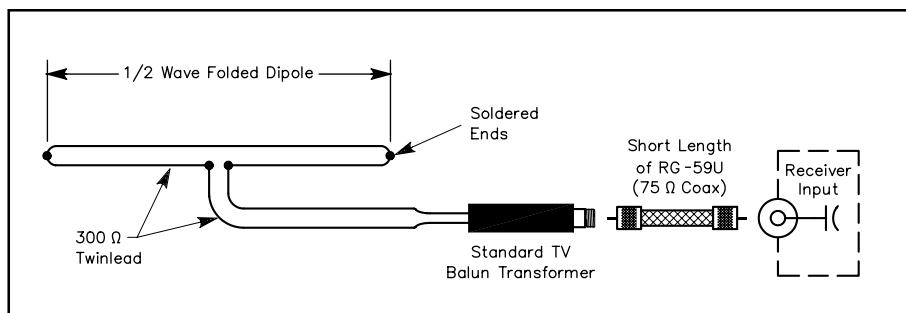 1/2 Wave Folded Dipole
Soldered
Ends
Short Length
of RG-59U
(75 Ω Coax)
Receiver
Input
300 Ω
Twinlead
Standard TV
Balun Transformer